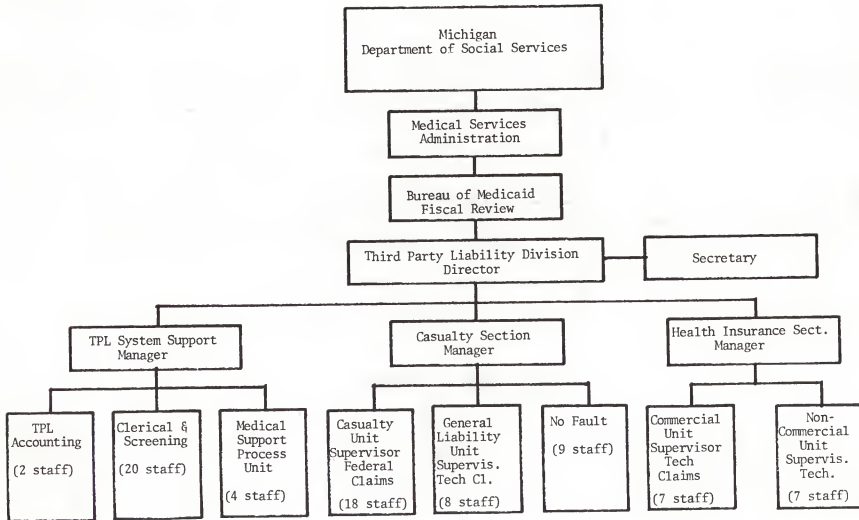 Michigan
Department of Social Services
Medical Services
Administration
Bureau of Medicaid
Fiscal Review
Third Party Liability Division
Director
Secretary
TPL System Support
Manager
Casualty Section
Manager
Health Insurance Sect.
Manager
TPL
Accounting
(2 staff)
Clerical &
Screening
(20 staff)
Medical
Support
Process
Unit
(4 staff)
Casualty
Unit
Supervisor
Federal
Claims
(18 staff)
General
Liability
Unit
Supervis.
Tech Cl.
(8 staff)
No Fault
(9 staff)
Commercial
Unit
Supervisor
Tech
Claims
(7 staff)
Non-
Commercial
Unit
Supervis.
Tech.
(7 staff)